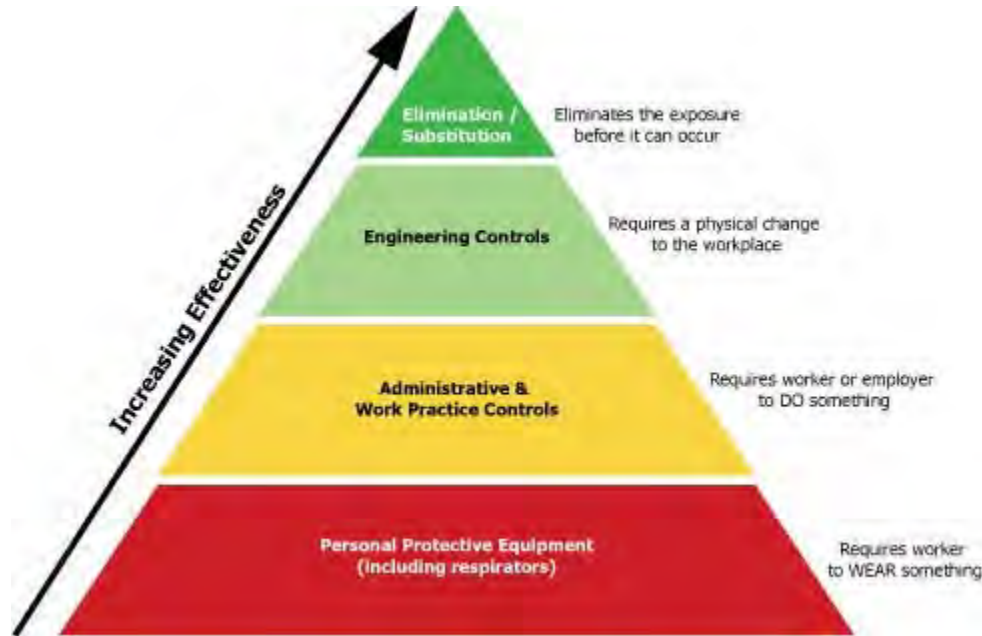 Elimination /
Substitution
Eliminates the exposure
before it can occur
Engineering Controls
Requires a physical change
to the workplace
Increasing Effectiveness
Administrative &
Work Practice Controls
Requires worker or employer
to DO something
Personal Protective Equipment
(including respirators)
Requires worker
to WEAR something